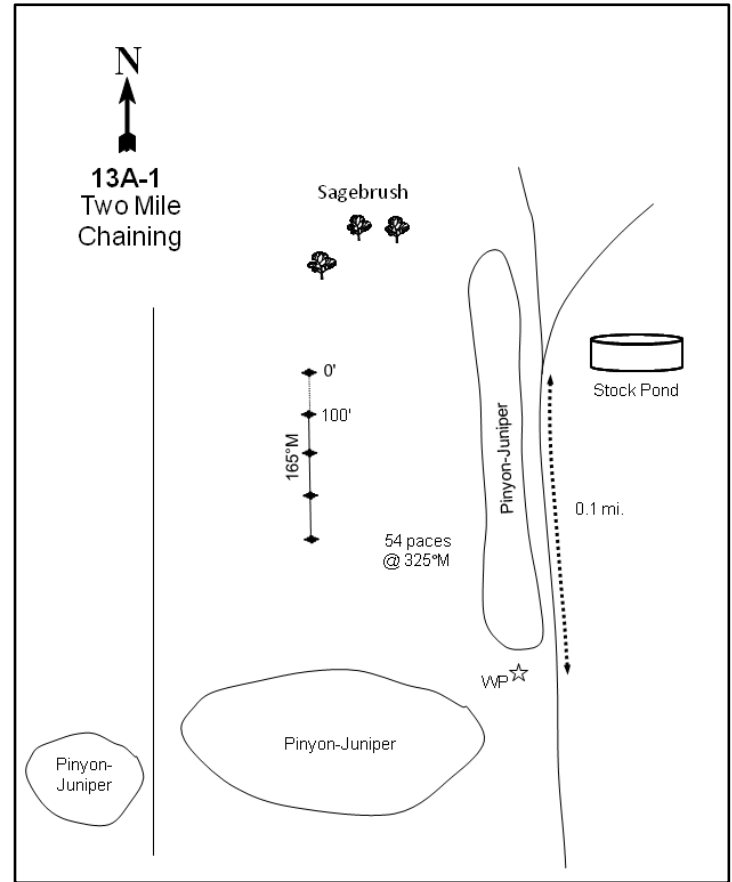 N
13A-1
Two Mile
Chaining
Sagebrush
0'
100'
165°M
Stock Pond
Pinyon-Juniper
0.1 mi.
54 paces
@ 325°M
WP
Pinyon-Juniper
Pinyon-
Juniper